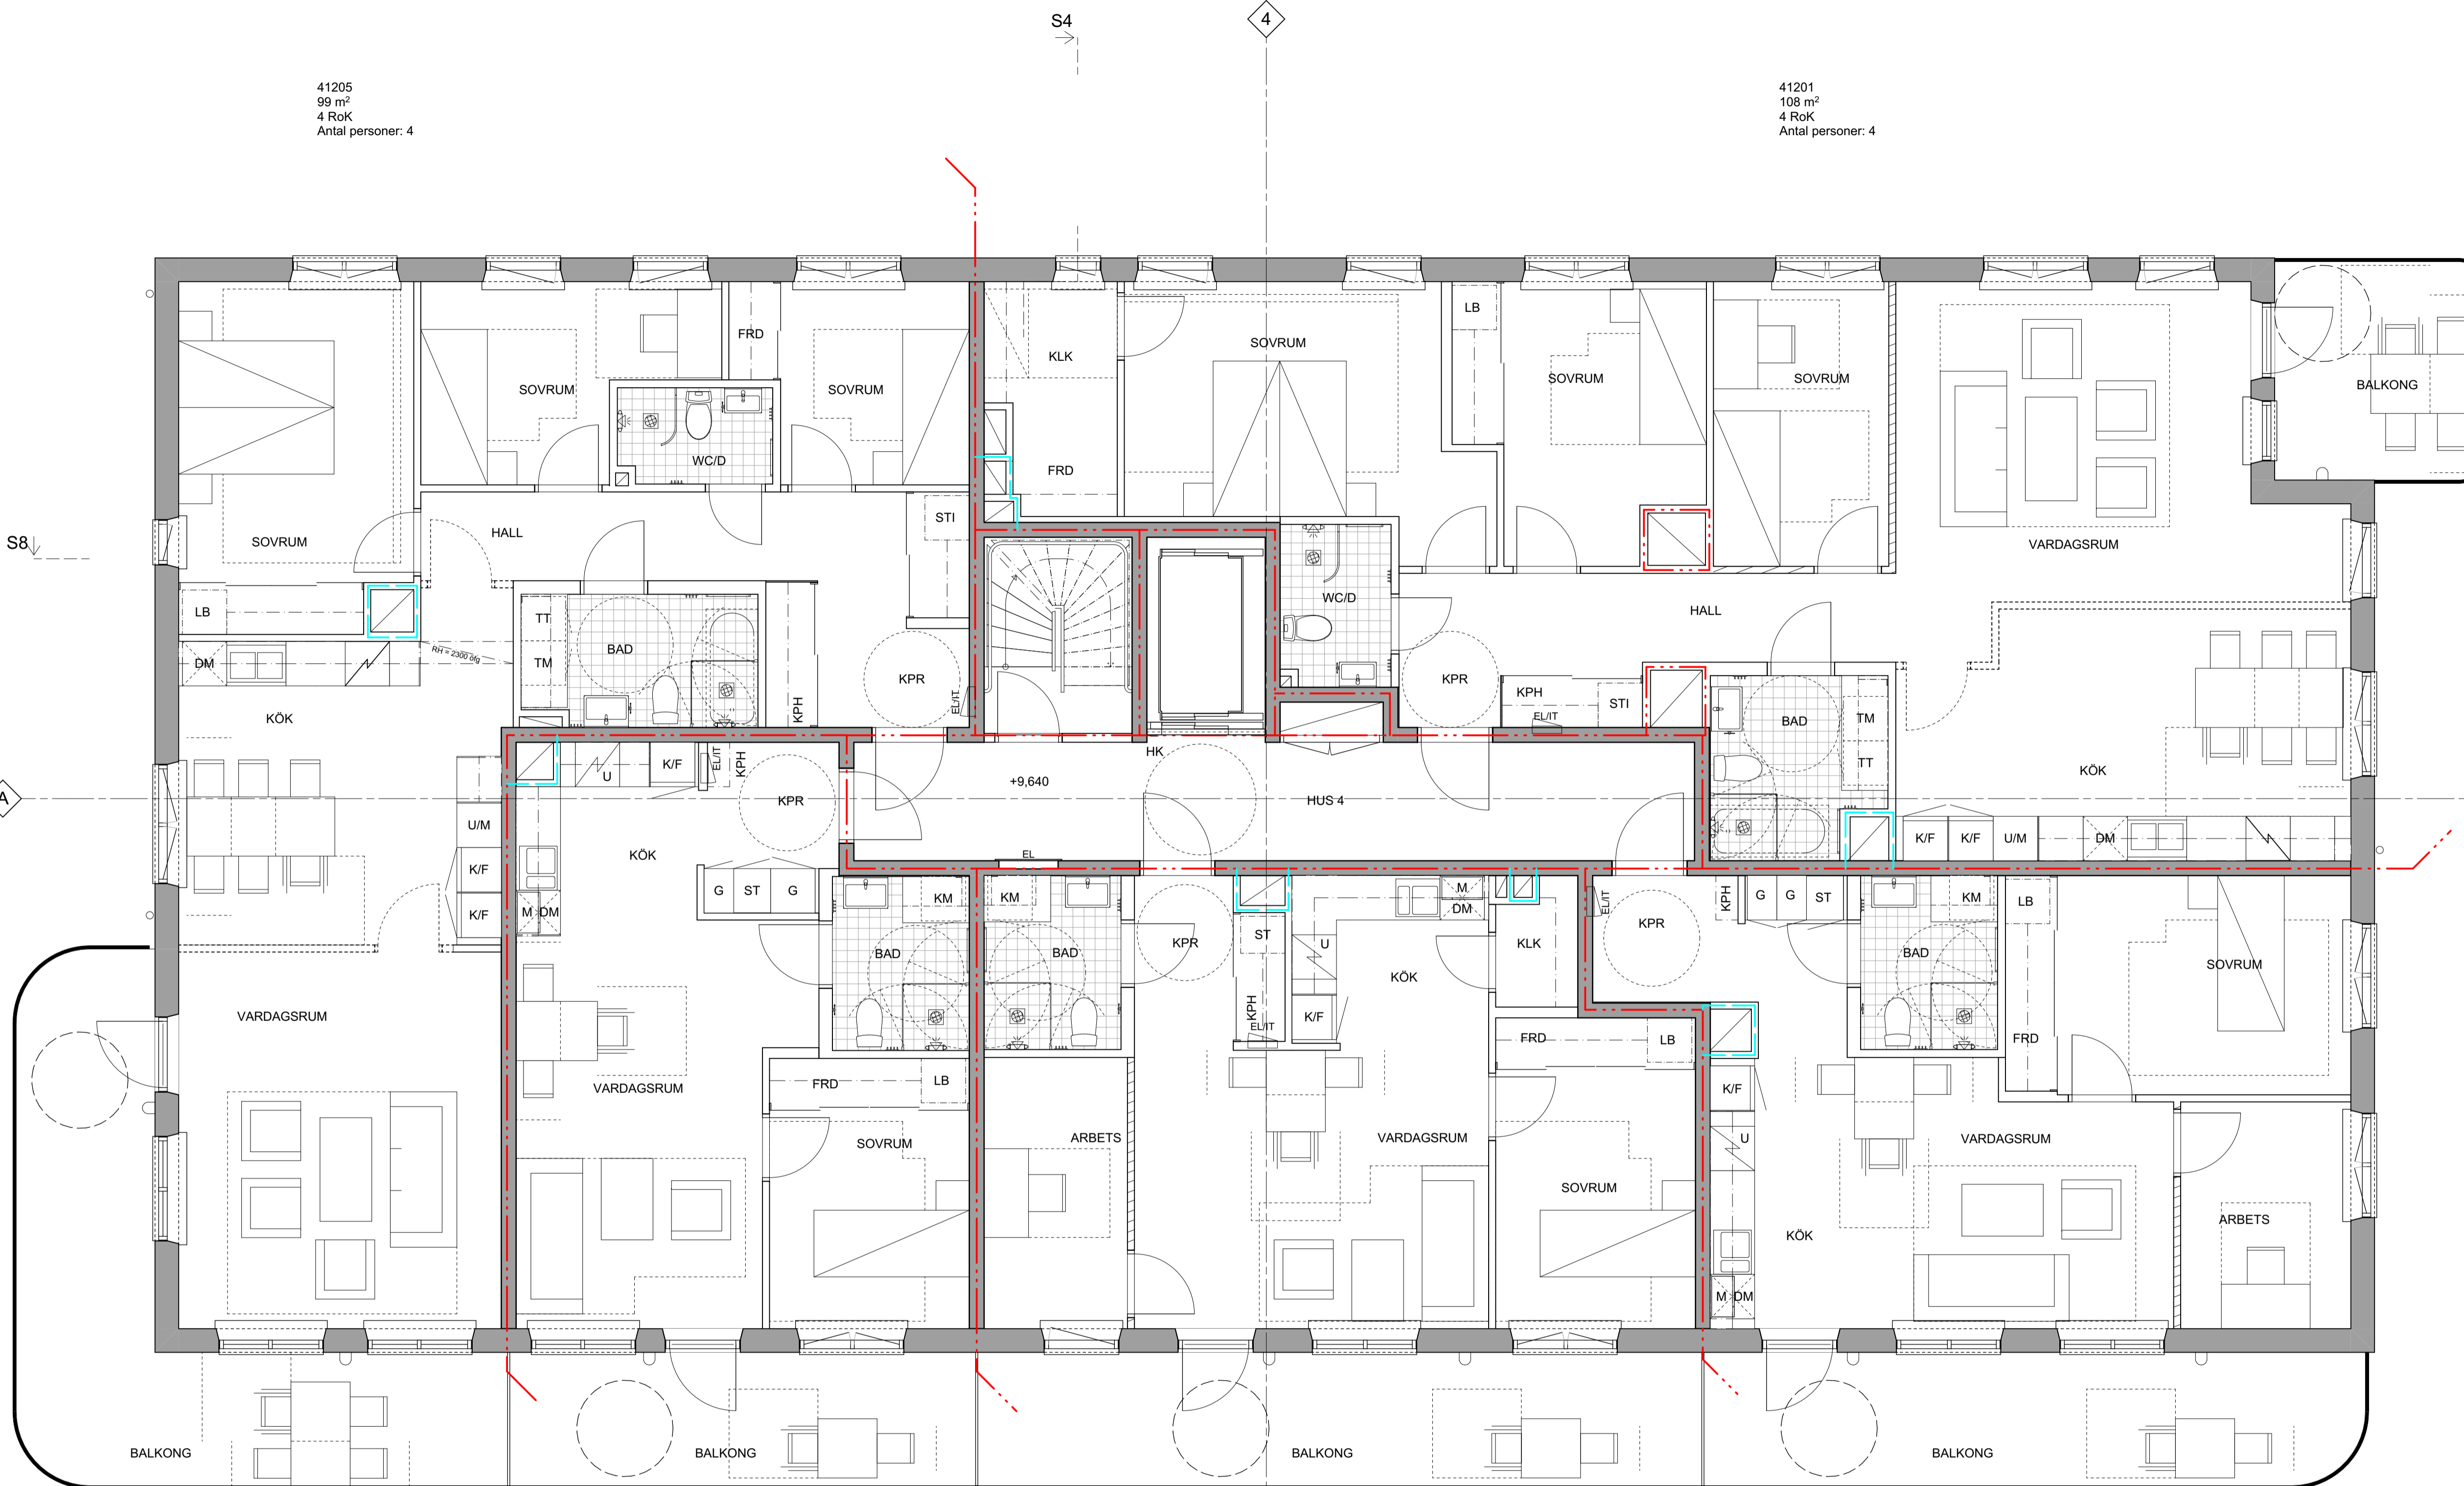 S4
4
41205
99 m²
4 RoK
Antal personer: 4
41201
108 m²
4 RoK
Antal personer: 4
FRD
KLK
SOVRUM
LB
SOVRUM
SOVRUM
BALKONG
SOVRUM
SOVRUM
WC/D
FRD
STI
HALL
S8
SOVRUM
VARDAGSRUM
LB
TT
WC/D
HALL
DM
RH = 2300 öfg
TM
BAD
KPR
EL/IT
KPH
KPR
KPH
STI
EL/IT
BAD
TM
TT
KÖK
KÖK
HK
A
U
K/F
EL/IT
KPH
KPR
+9,640
HUS 4
U/M
K/F
K/F
KÖK
EL
K/F
K/F
U/M
DM
G
ST
G
KM
KM
M
DM
M
DM
EL/IT
KPR
KPH
G
G
ST
KM
LB
BAD
BAD
KPR
ST
U
KÖK
KLK
BAD
SOVRUM
VARDAGSRUM
KPH
EL/IT
K/F
FRD
LB
FRD
VARDAGSRUM
FRD
LB
K/F
SOVRUM
ARBETS
VARDAGSRUM
U
VARDAGSRUM
SOVRUM
ARBETS
KÖK
M
DM
BALKONG
BALKONG
BALKONG
BALKONG